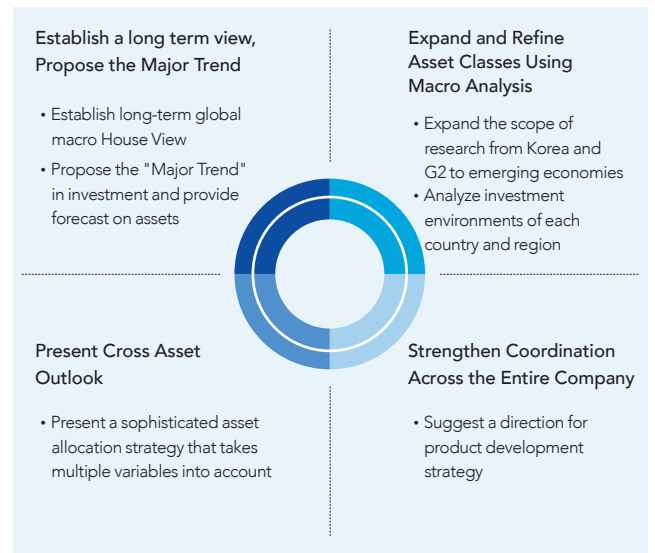 Establish a long term view,
Propose the Major Trend
• Establish long-term global
macro House View
• Propose the "Major Trend"
in investment and provide
forecast on assets
Expand and Refine
Asset Classes Using
Macro Analysis
• Expand the scope of
research from Korea and
G2 to emerging economies
• Analyze investment
environments of each
country and region
Present Cross Asset
Outlook
• Present a sophisticated asset
allocation strategy that takes
multiple variables into account
Strengthen Coordination
Across the Entire Company
• Suggest a direction for
product development
strategy